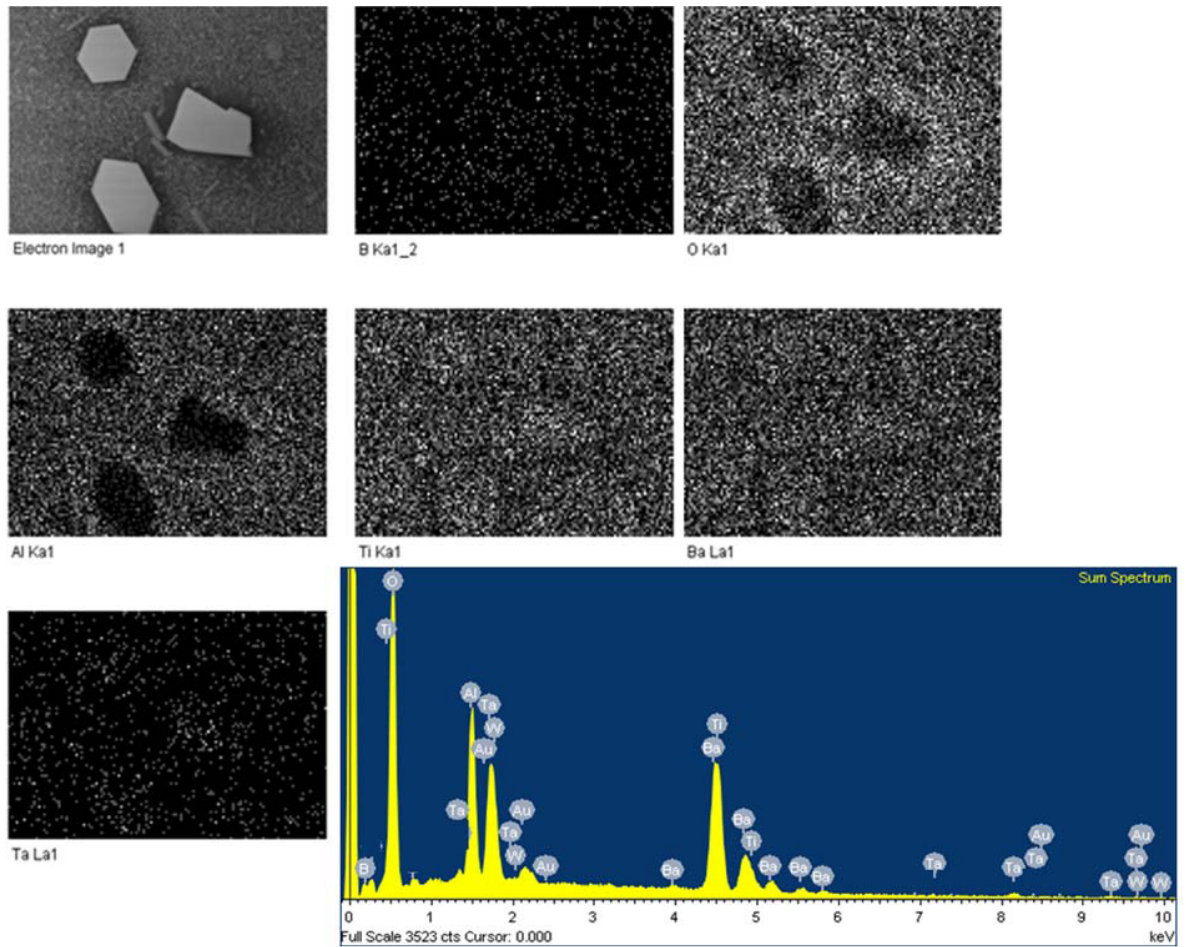 Electron Image 1
B Ka1_2
O Ka1
Al Ka1
Ti Ka1
Ba La1
Ta La1
Sum Spectrum
O
Ti
Al
Ta
W
Au
Ti
Ba
Ta
Au
Ta
W
Au
B
Ba
Ba
Ti
Ba
Ba
Ba
Ta
Au
Ta
Ta
Au
Ta
Ta
W
W
0 1 2 3 4 5 6 7 8 9 10
Full Scale 3523 cts Cursor: 0.000
keV